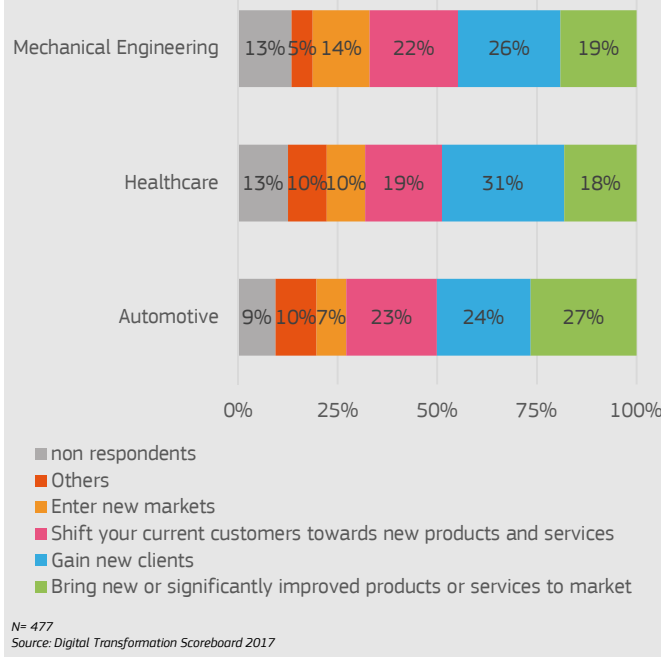 Mechanical Engineering 13% 5% 14% 22% 26% 19%
Healthcare 13% 10% 10% 19% 31% 18%
Automotive 9% 10% 7% 23% 24% 27%
0% 25% 50% 75% 100%
non respondents
Others
Enter new markets
Shift your current customers towards new products and services
Gain new clients
Bring new or significantly improved products or services to market
N= 477
Source: Digital Transformation Scoreboard 2017